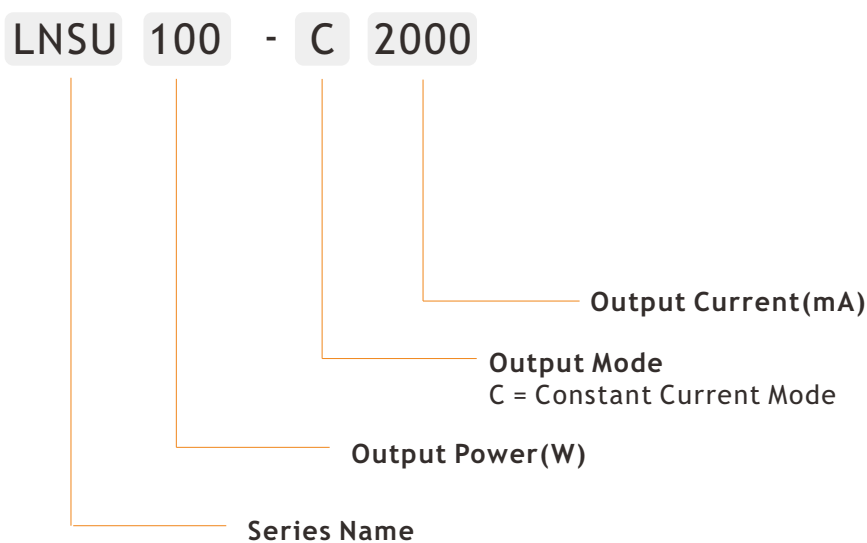 LNSU 100 - C 2000
Output Current(mA)
Output Mode
C = Constant Current Mode
Output Power(W)
Series Name